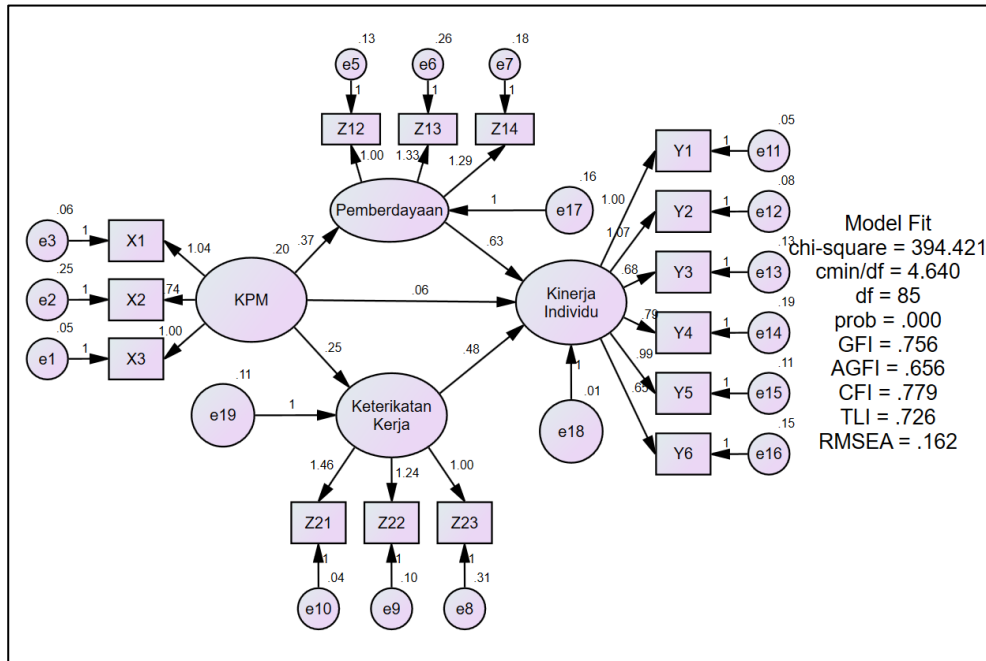 .13
.26
.18
e5
e6
e7
1
1
1
Z12
Z13
Z14
1.00
1.33
1.29
Pemberdayaan
.16
1
e17
.06
e3
1
X1
1.04
.25
e2
1
X2
.74
.05
e1
1
X3
1.00
.20
KPM
.37
.63
.06
.25
.48
.11
e19
1
Keterikatan
Kerja
1.46
1.24
1.00
Z21
Z22
Z23
1
1
1
.04
.10
.31
e10
e9
e8
Kinerja
Individu
1
.01
e18
1.00
1.07
.68
.79
.99
.65
Y1
1
.05
e11
Y2
1
.08
e12
Y3
1
.13
e13
Y4
1
.19
e14
Y5
1
.11
e15
Y6
1
.15
e16
Model Fit
chi-square = 394.421
cmin/df = 4.640
df = 85
prob = .000
GFI = .756
AGFI = .656
CFI = .779
TLI = .726
RMSEA = .162